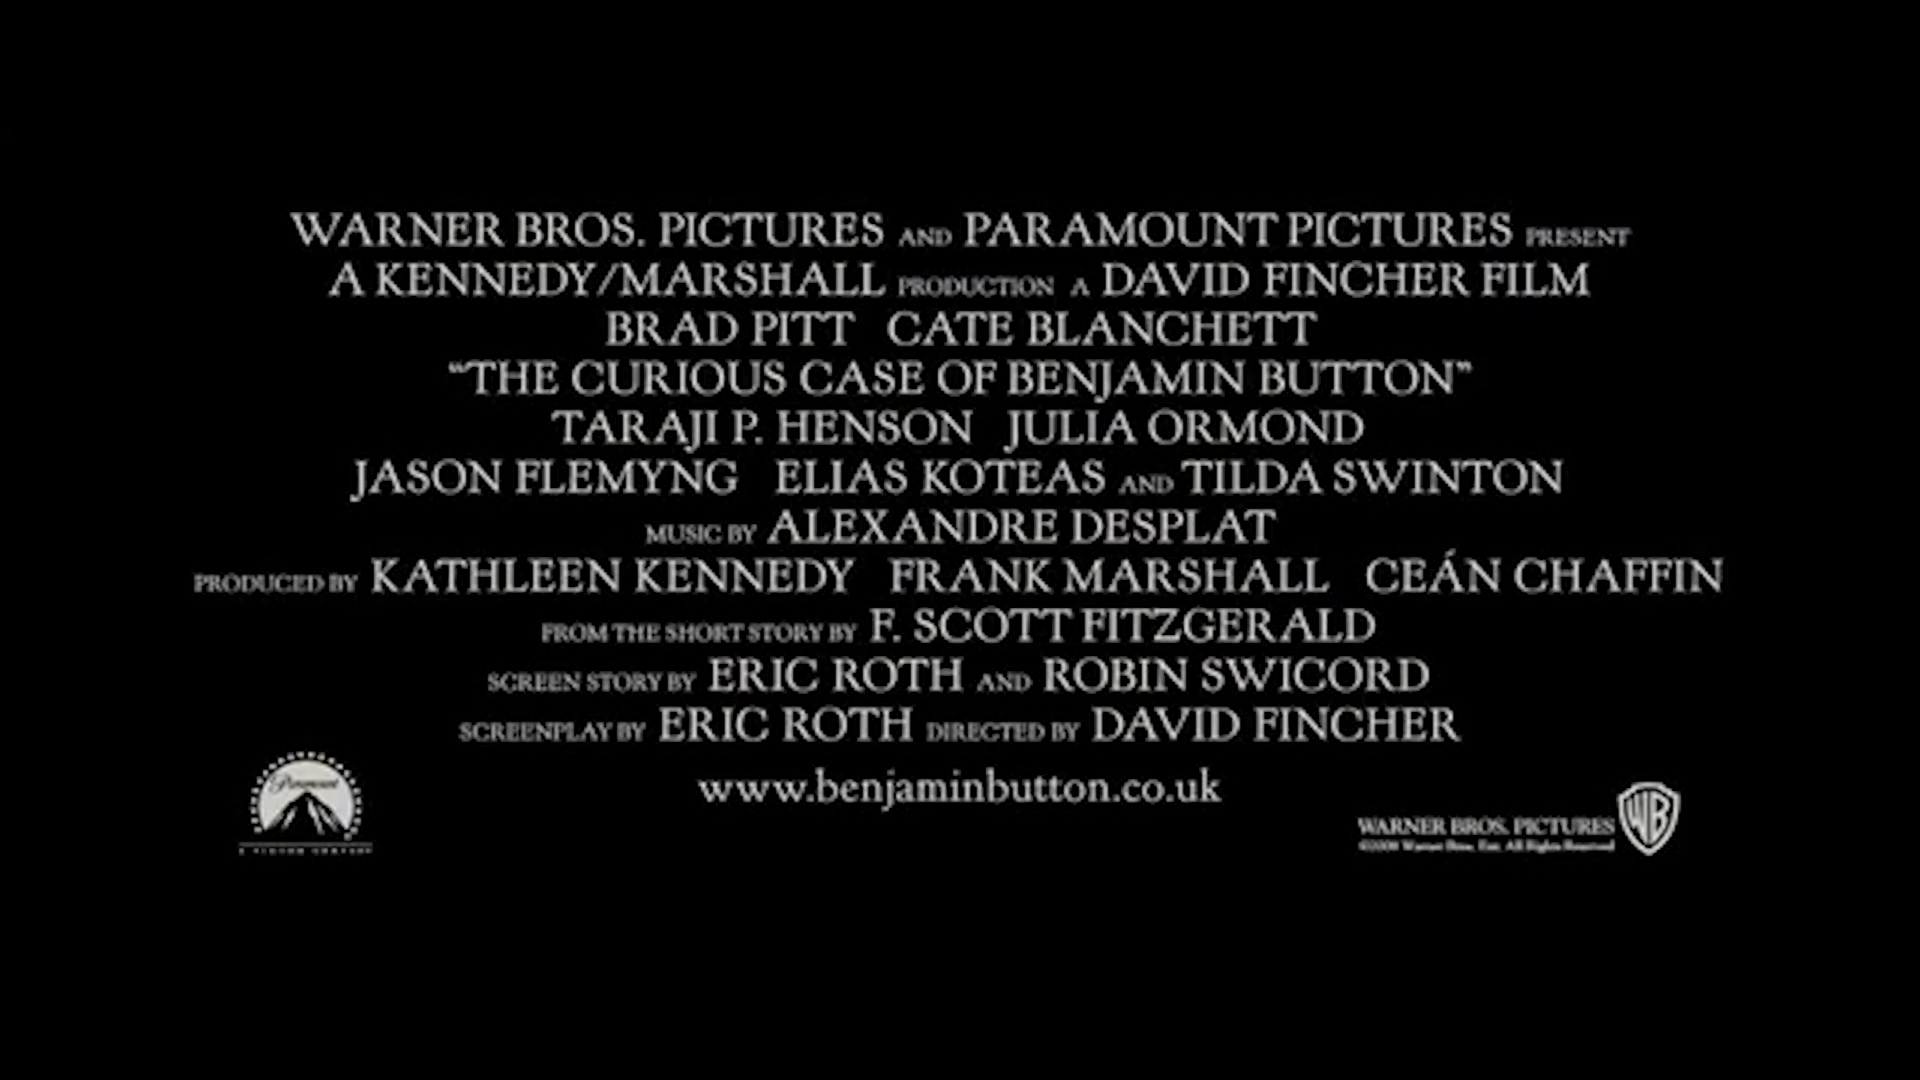 WARNER BROS. PICTURES AND PARAMOUNT PICTURES PRESENT
A KENNEDY/MARSHALL PRODUCTION A DAVID FINCHER FILM
BRAD PITT CATE BLANCHETT
“THE CURIOUS CASE OF BENJAMIN BUTTON”
TARAJI P. HENSON JULIA ORMOND
JASON FLEMYNG ELIAS KOTEAS AND TILDA SWINTON
MUSIC BY ALEXANDRE DESPLAT
PRODUCED BY KATHLEEN KENNEDY FRANK MARSHALL CEÁN CHAFFIN
FROM THE SHORT STORY BY F. SCOTT FITZGERALD
SCREEN STORY BY ERIC ROTH AND ROBIN SWICORD
SCREENPLAY BY ERIC ROTH DIRECTED BY DAVID FINCHER
www.benjaminbutton.co.uk
Paramount
WARNER BROS. PICTURES WB
All Rights Reserved